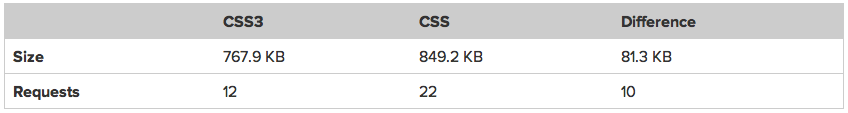 CSS3 CSS Difference
Size 767.9 KB 849.2 KB 81.3 KB
Requests 12 22 10